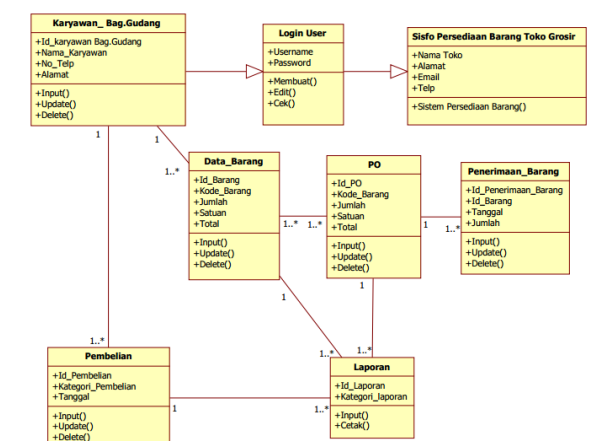 Karyawan_ Bag.Gudang
+Id_karyawan Bag.Gudang
+Nama_Karyawan
+No_Telp
+Alamat
+Input()
+Update()
+Delete()
Login User
+Username
+Password
+Membuat()
+Edit()
+Cek()
Sisfo Persediaan Barang Toko Grosir
+Nama Toko
+Alamat
+Email
+Telp
+Sistem Persediaan Barang()
1
1
1..*
Data_Barang
+Id_Barang
+Kode_Barang
+Jumlah
+Satuan
+Total
+Input()
+Update()
+Delete()
1..*
1..*
PO
+Id_PO
+Kode_Barang
+Jumlah
+Satuan
+Total
+Input()
+Update()
+Delete()
1
1..*
Penerimaan_Barang
+Id_Penerimaan_Barang
+Id_Barang
+Tanggal
+Jumlah
+Input()
+Update()
+Delete()
1
1
1..*
1..*
1..*
Pembelian
+Id_Pembelian
+Kategori_Pembelian
+Tanggal
+Input()
+Update()
+Delete()
1
1..*
Laporan
+Id_Laporan
+Kategori_laporan
+Input()
+Cetak()